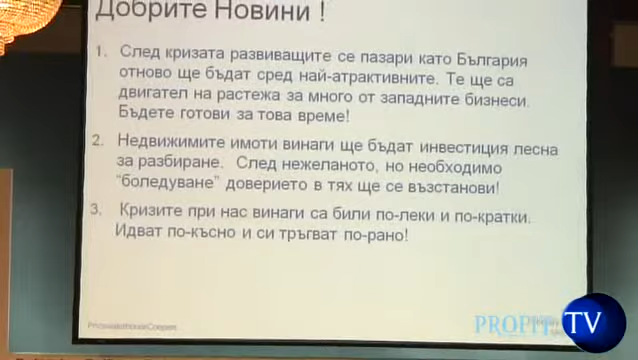 Добрите Новини !
1. След кризата развиващите се пазари като България
отново ще бъдат сред най-атрактивните. Те ще са
двигател на растежа за много от западните бизнеси.
Бъдете готови за това време!
2. Недвижимите имоти винаги ще бъдат инвестиция лесна
за разбиране. След нежеланото, но необходимо
“боледуване” доверието в тях ще се възстанови!
3. Кризите при нас винаги са били по-леки и по-кратки.
Идват по-късно и си тръгват по-рано!
PricewaterhouseCoopers
PROFIT TV